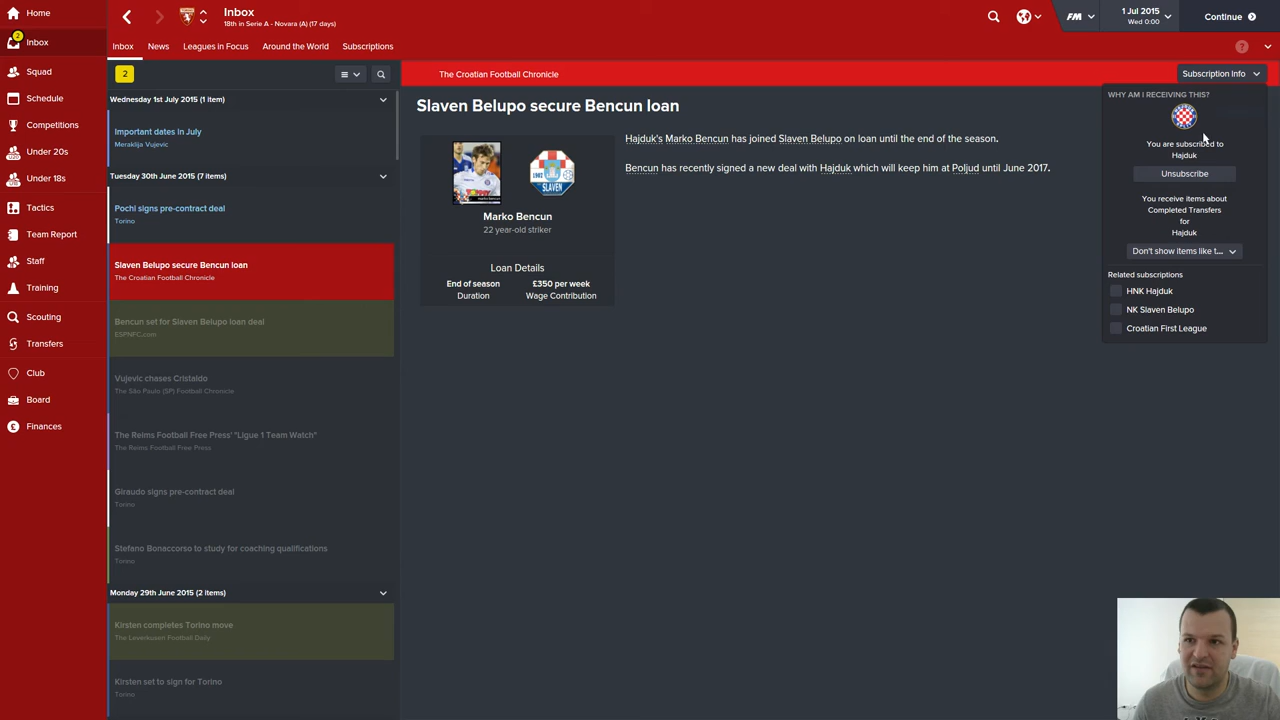 Home
2
Inbox
Squad
Schedule
Competitions
Under 20s
Under 18s
Tactics
Team Report
Staff
Training
Scouting
Transfers
Club
Board
Finances
Inbox
18th in Serie A - Novara (A) (17 days)
FM
1 Jul 2015
Wed 0:00
Continue
Inbox
News
Leagues in Focus
Around the World
Subscriptions
?
2
Wednesday 1st July 2015 (1 item)
Important dates in July
Meraklija Vujevic
Tuesday 30th June 2015 (7 items)
Pochi signs pre-contract deal
Torino
Slaven Belupo secure Bencun loan
The Croatian Football Chronicle
Bencun set for Slaven Belupo loan deal
ESPNFC.com
Vujevic chases Cristaldo
The São Paulo (SP) Football Chronicle
The Reims Football Free Press' "Ligue 1 Team Watch"
The Reims Football Free Press
Giraudo signs pre-contract deal
Torino
Stefano Bonaccorso to study for coaching qualifications
Torino
Monday 29th June 2015 (2 items)
Kirsten completes Torino move
The Leverkusen Football Daily
Kirsten set to sign for Torino
Torino
The Croatian Football Chronicle
Subscription Info
Slaven Belupo secure Bencun loan
SLAVEN
Marko Bencun
22 year-old striker
Loan Details
End of season
Duration
£350 per week
Wage Contribution
Hajduk's Marko Bencun has joined Slaven Belupo on loan until the end of the season.
Bencun has recently signed a new deal with Hajduk which will keep him at Poljud until June 2017.
WHY AM I RECEIVING THIS?
You are subscribed to
Hajduk
Unsubscribe
You receive items about
Completed Transfers
for
Hajduk
Don't show items like t...
Related subscriptions
HNK Hajduk
NK Slaven Belupo
Croatian First League